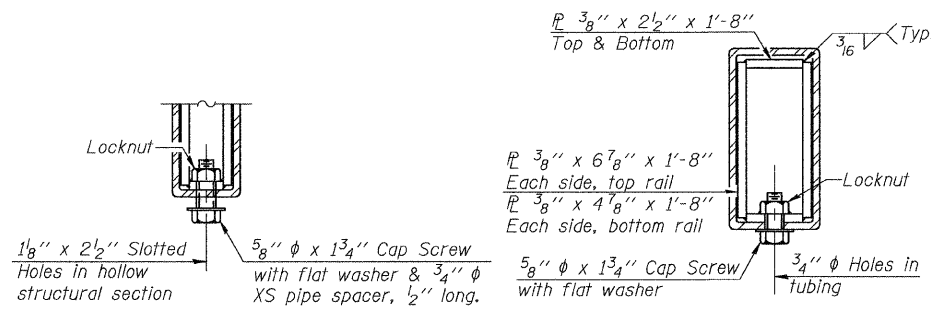 ℄ 3/8" x 2 1/2" x 1'-8"
Top & Bottom
3/16
Typ
Locknut
℄ 3/8" x 6 7/8" x 1'-8"
Each side, top rail
℄ 3/8" x 4 7/8" x 1'-8"
Each side, bottom rail
Locknut
1 1/8" x 2 1/2" Slotted
Holes in hollow
structural section
5/8" ϕ x 1 3/4" Cap Screw
with flat washer & 3/4" ϕ
XS pipe spacer, 1/2" long.
5/8" ϕ x 1 3/4" Cap Screw
with flat washer
3/4" ϕ Holes in
tubing